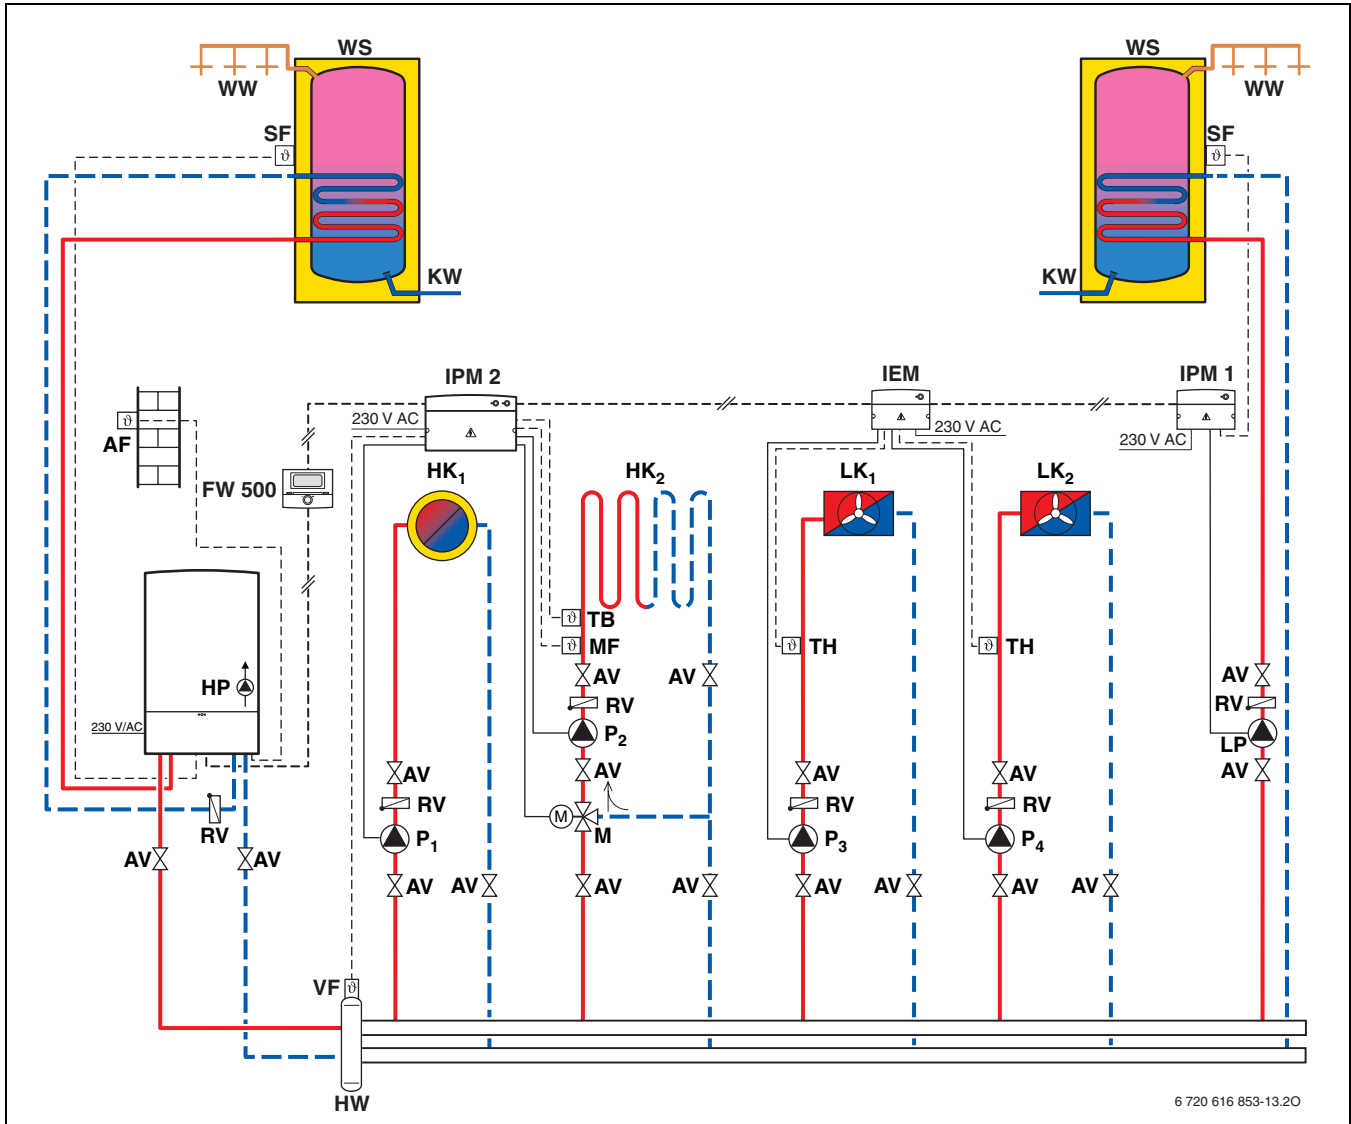 WS
WS
WW
WW
SF
SF
KW
KW
IPM 2
IEM
IPM 1
230 V AC
230 V AC
230 V AC
AF
FW 500
HK1
HK2
LK1
LK2
TB
MF
TH
TH
AV
AV
AV
RV
RV
HP
P2
LP
230 V/AC
AV
AV
AV
AV
AV
RV
RV
RV
RV
M
M
P1
P3
P4
AV
AV
AV
AV
AV
AV
AV
AV
AV
AV
VF
HW
6 720 616 853-13.2O